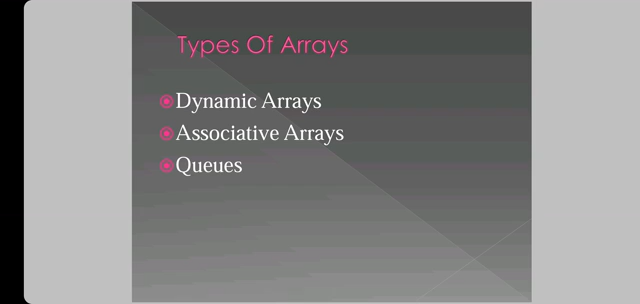 Types Of Arrays
Dynamic Arrays
Associative Arrays
Queues